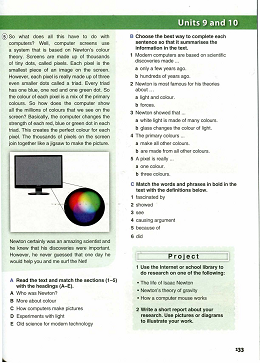 Units 9 and 10
5 So what does all this have to do with
computers? Well, computer screens use
a system that is based on Newton's colour
theory. Screens are made up of thousands
of tiny dots, called pixels. Each pixel is the
smallest piece of an image on the screen.
However, each pixel is really made up of three
even smaller dots called a triad. Every triad
has one blue, one red and one green dot. So
the colour of each pixel is a mix of the primary
colours. So how does the computer show
all the millions of colours that we see on the
screen? Basically, the computer changes the
strength of each red, blue or green dot in each
triad. This creates the perfect colour for each
pixel. The thousands of pixels on the screen
join together like a jigsaw to make the picture.
Newton certainly was an amazing scientist and
he knew that his discoveries were important.
However, he never guessed that one day he
would help you and me surf the Net!
A Read the text and match the sections (1–5)
with the headings (A–E).
A Who was Newton?
B More about colour
C How computers make pictures
D Experiments with light
E Old science for modern technology
B Choose the best way to complete each
sentence so that it summarises the
information in the text.
1 Modern computers are based on scientific
discoveries made ...
a only a few years ago.
b hundreds of years ago.
2 Newton is most famous for his theories
about ...
a light and colour.
b forces.
3 Newton showed that ...
a white light is made of many colours.
b glass changes the colour of light.
4 The primary colours ...
a make all other colours.
b are made from all other colours.
5 A pixel is really ...
a one colour.
b three colours.
C Match the words and phrases in bold in the
text with the definitions below.
1 fascinated by
2 showed
3 one
4 causing argument
5 because of
6 did
Project
1 Use the Internet or school library to
do research on one of the following:
• The life of Isaac Newton
• Newton's theory of gravity
• How a computer mouse works
2 Write a short report about your
research. Use pictures or diagrams
to illustrate your work.